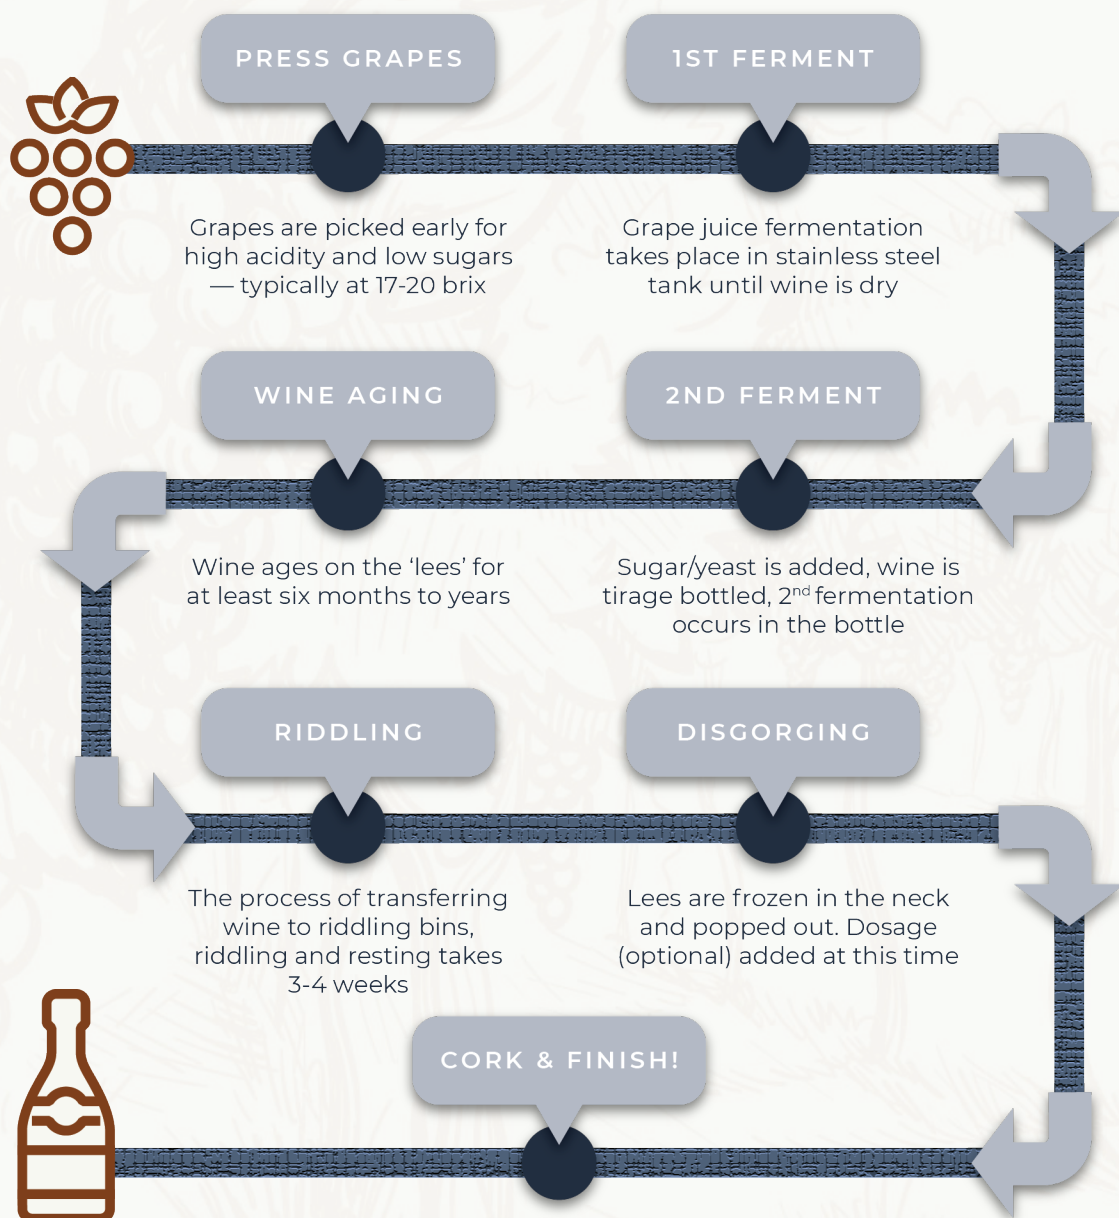 PRESS GRAPES
Grapes are picked early for
high acidity and low sugars
— typically at 17-20 brix
1ST FERMENT
Grape juice fermentation
takes place in stainless steel
tank until wine is dry
2ND FERMENT
Sugar/yeast is added, wine is
tirage bottled, 2nd fermentation
occurs in the bottle
WINE AGING
Wine ages on the ‘lees’ for
at least six months to years
RIDDLING
The process of transferring
wine to riddling bins,
riddling and resting takes
3-4 weeks
DISGORGING
Lees are frozen in the neck
and popped out. Dosage
(optional) added at this time
CORK & FINISH!